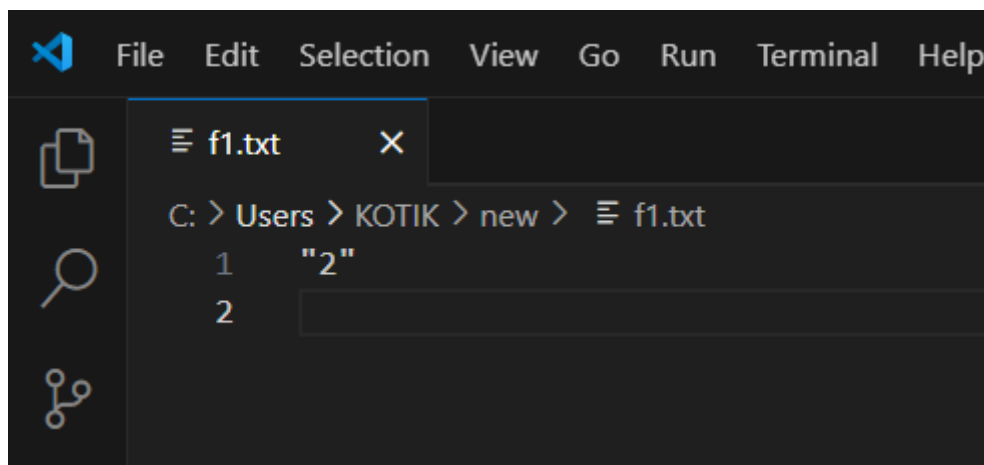 File Edit Selection View Go Run Terminal Help
f1.txt
C: > Users > KOTIK > new > f1.txt
1 "2"
2